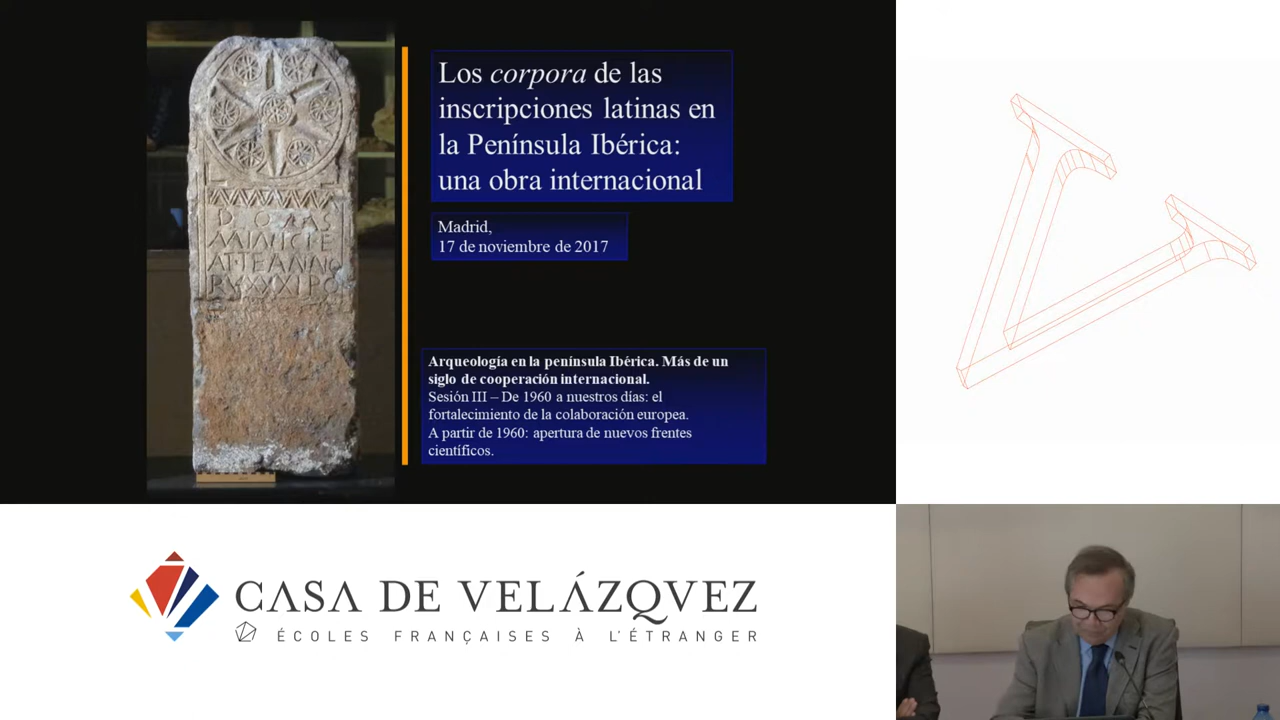 Los corpora de las
inscripciones latinas en
la Península Ibérica:
una obra internacional
Madrid,
17 de noviembre de 2017
Arqueología en la península Ibérica. Más de un
siglo de cooperación internacional.
Sesión III – De 1960 a nuestros días: el
fortalecimiento de la colaboración europea.
A partir de 1960: apertura de nuevos frentes
científicos.
CASA DE VELÁZQVEZ
ÉCOLES FRANÇAISES À L'ÉTRANGER